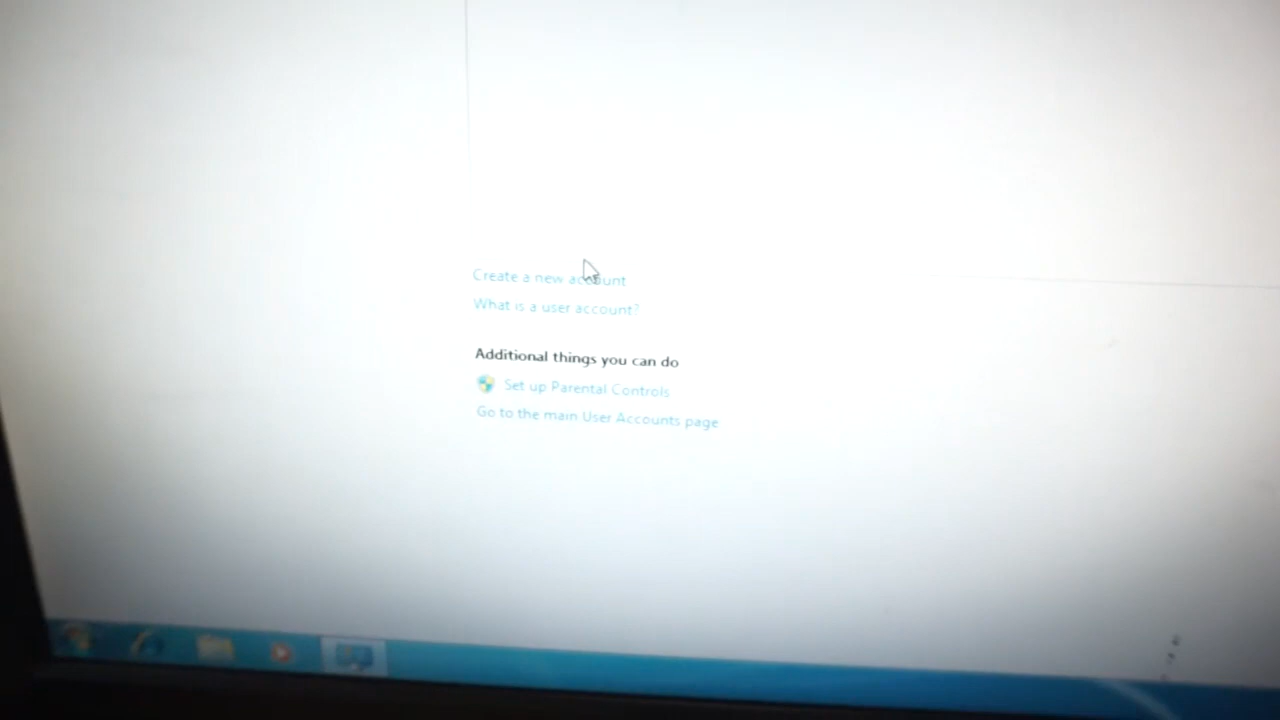 Create a new account
What is a user account?
Additional things you can do
Set up Parental Controls
Go to the main User Accounts page